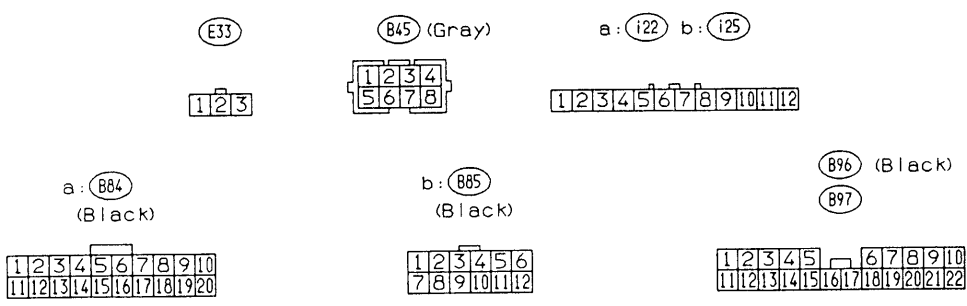 E33
B45 (Gray)
a: i22 b: i25
1 2 3
1 2 3 4
5 6 7 8
1 2 3 4 5 6 7 8 9 10 11 12
a: B84
(Black)
b: B85
(Black)
B96 (Black)
B97
1 2 3 4 5 6 7 8 9 10
11 12 13 14 15 16 17 18 19 20
1 2 3 4 5 6
7 8 9 10 11 12
1 2 3 4 5 6 7 8 9 10
11 12 13 14 15 16 17 18 19 20 21 22